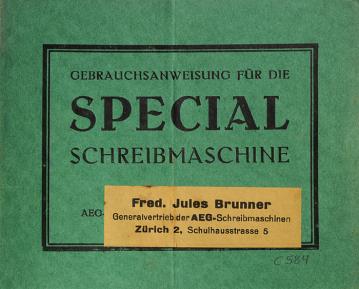 GEBRAUCHSANWEISUNG FÜR DIE
SPECIAL
SCHREIBMASCHINE
AEG-
Fred. Jules Brunner
Generalvertrieb der AEG-Schreibmaschinen
Zürich 2, Schulhausstrasse 5
C 584